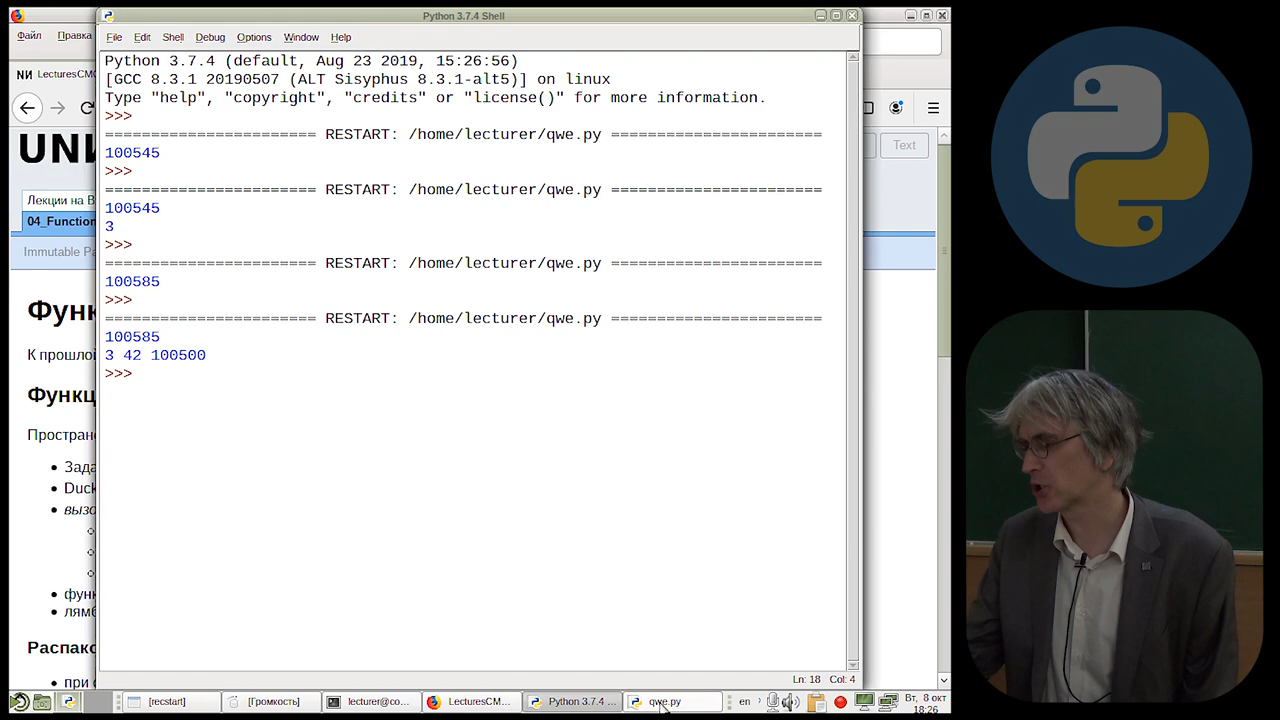 Python 3.7.4 Shell
Файл
Правка
File Edit Shell Debug Options Window Help
Python 3.7.4 (default, Aug 23 2019, 15:26:56)
[GCC 8.3.1 20190507 (ALT Sisyphus 8.3.1-alt5)] on linux
Type "help", "copyright", "credits" or "license()" for more information.
>>>
======================= RESTART: /home/lecturer/qwe.py =======================
100545
>>>
======================= RESTART: /home/lecturer/qwe.py =======================
100545
3
>>>
======================= RESTART: /home/lecturer/qwe.py =======================
100585
>>>
======================= RESTART: /home/lecturer/qwe.py =======================
100585
3 42 100500
>>>
Ln: 18 Col: 4
LecturesCM
UN
Text
Лекции на В
04_Function
Immutable Pa
Функ
К прошлой
Функц
Пространс
Зада
Duck
вызо
функ
лямб
Распако
при
[recstart] [Громкость] lecturer@co... LecturesCM... Python 3.7.4 ... qwe.py en Вт, 8 окт
18:26